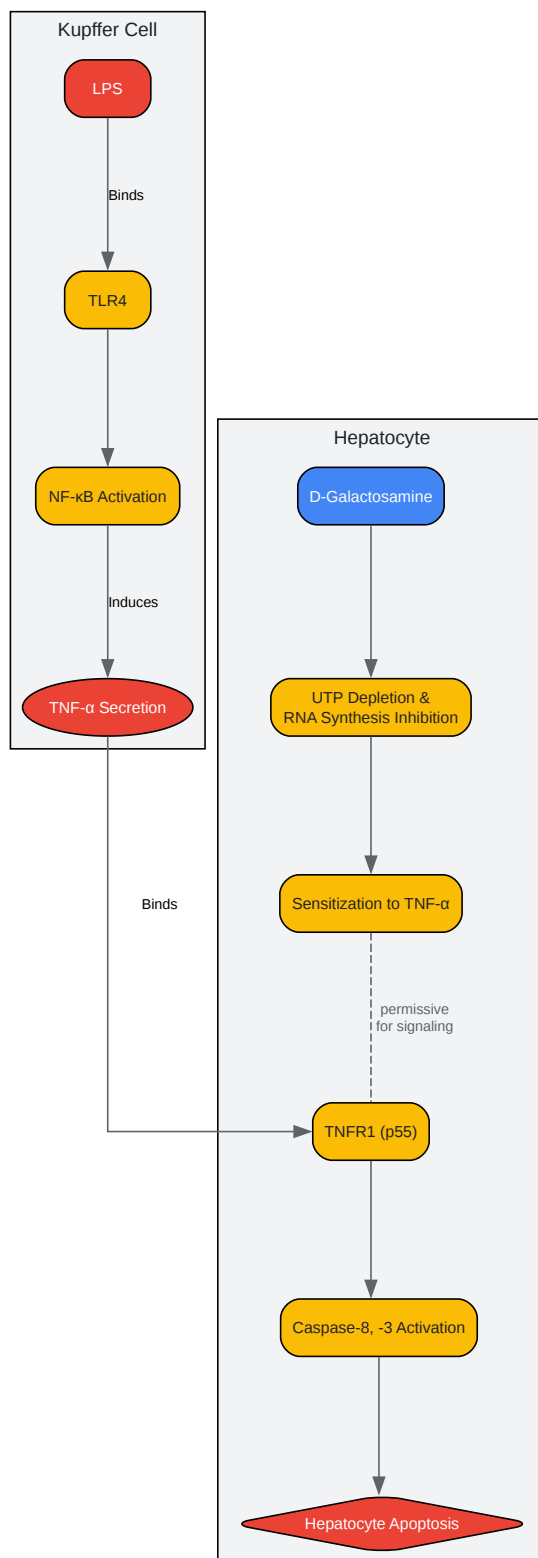 Kupffer Cell
LPS
Binds
TLR4
NF-κB Activation
Induces
TNF-α Secretion
Binds
Hepatocyte
D-Galactosamine
UTP Depletion &
RNA Synthesis Inhibition
Sensitization to TNF-α
permissive
for signaling
TNFR1 (p55)
Caspase-8, -3 Activation
Hepatocyte Apoptosis